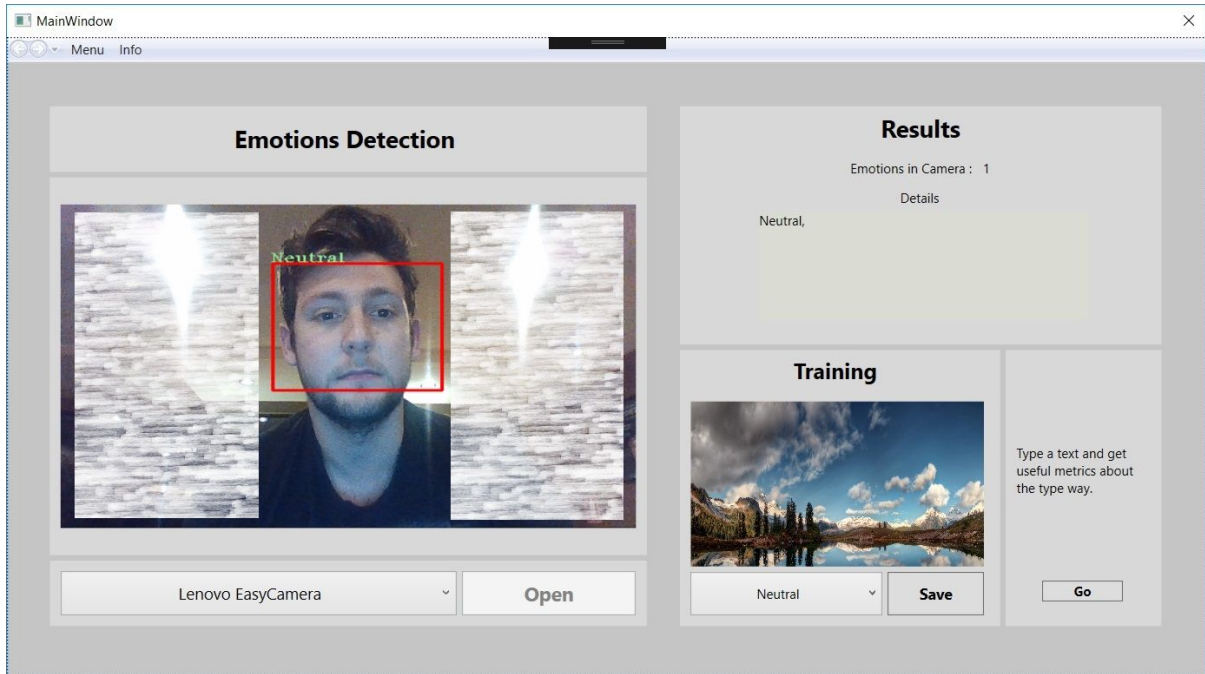 MainWindow
Menu Info
Emotions Detection
Neutral
Lenovo EasyCamera
Open
Results
Emotions in Camera : 1
Details
Neutral,
Training
Neutral
Save
Type a text and get
useful metrics about
the type way.
Go